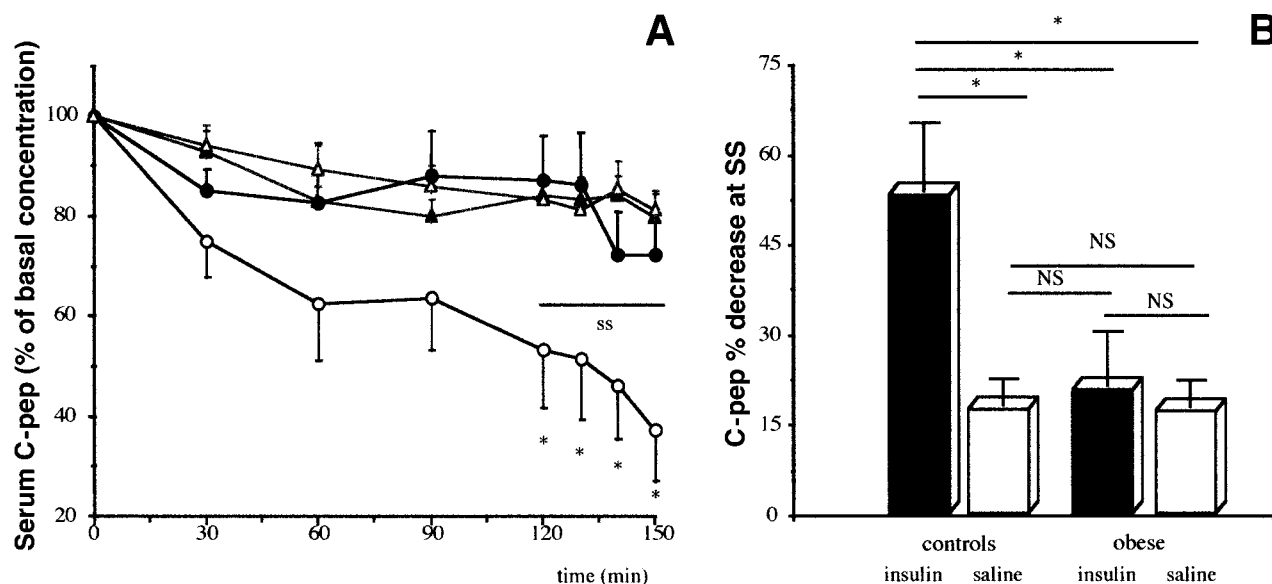 A
Serum C-pep (% of basal concentration)
100
80
60
40
20
0
30
60
90
120
150
time (min)
ss
*
*
*
*
B
C-pep % decrease at SS
75
60
45
30
15
0
*
*
*
NS
NS
NS
controls
obese
insulin saline insulin saline